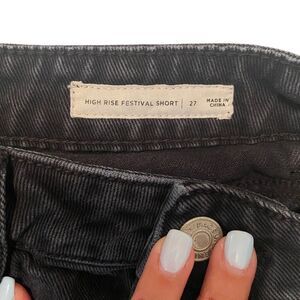 HIGH RISE FESTIVAL SHORT | 27 MADE IN
CHINA